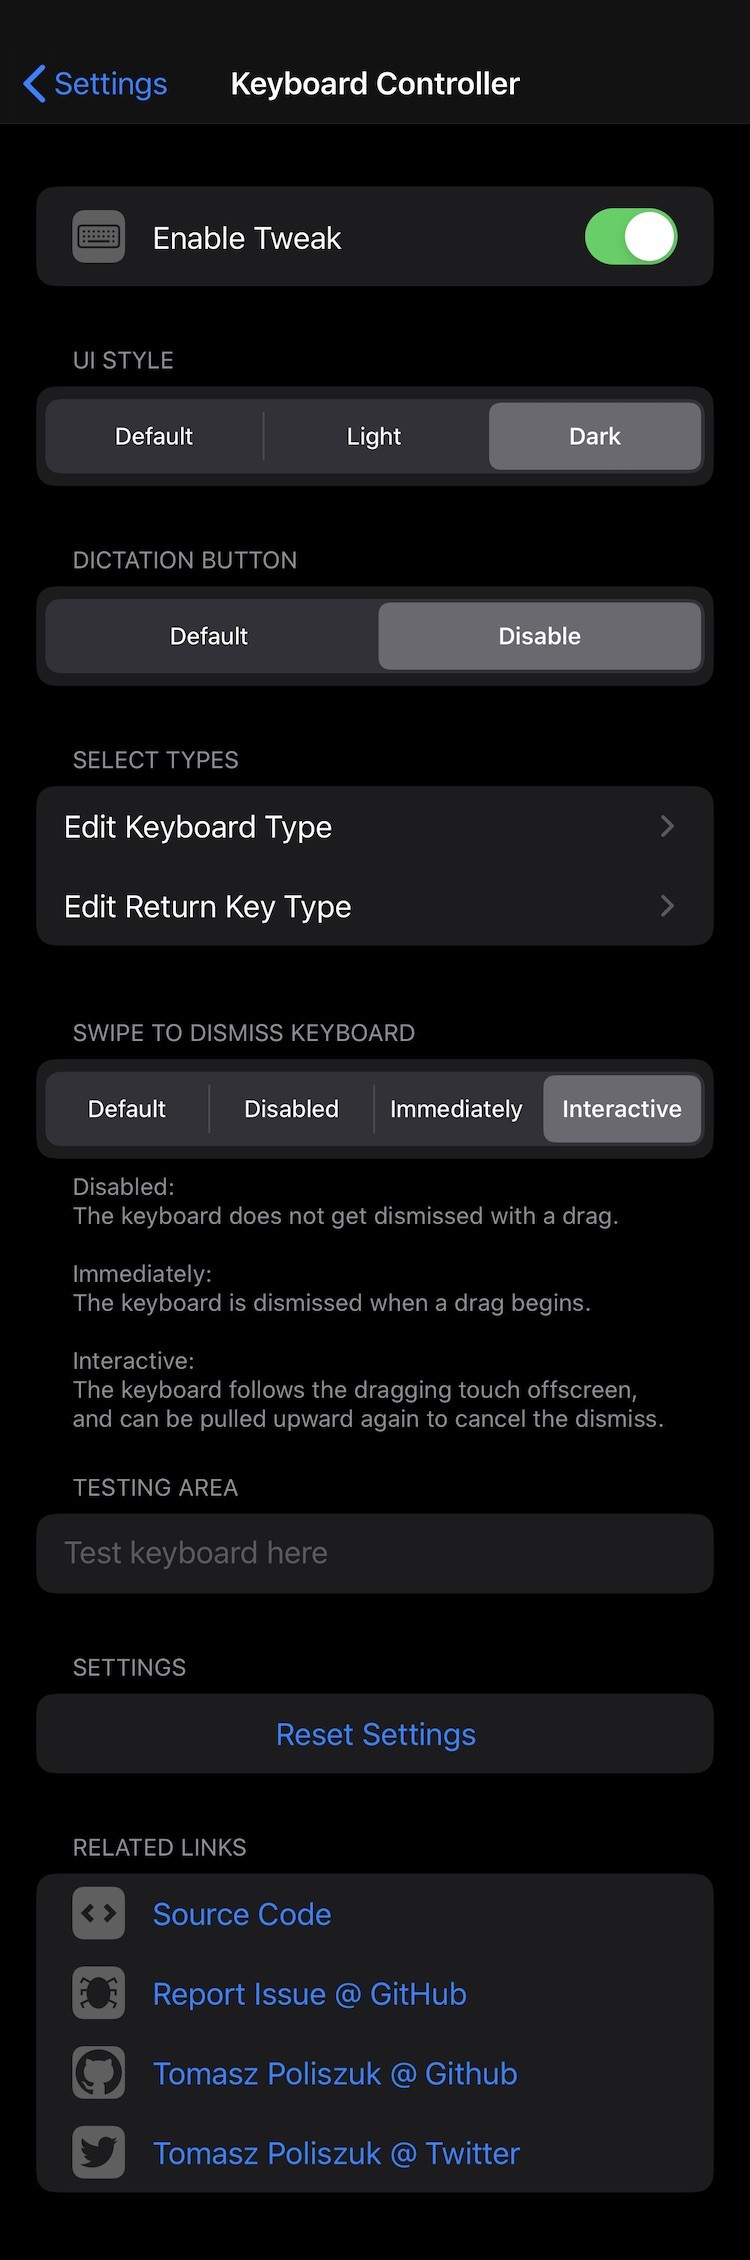 Settings
Keyboard Controller
Enable Tweak
UI STYLE
Default
Light
Dark
DICTATION BUTTON
Default
Disable
SELECT TYPES
Edit Keyboard Type
Edit Return Key Type
SWIPE TO DISMISS KEYBOARD
Default
Disabled
Immediately
Interactive
Disabled:
The keyboard does not get dismissed with a drag.
Immediately:
The keyboard is dismissed when a drag begins.
Interactive:
The keyboard follows the dragging touch offscreen,
and can be pulled upward again to cancel the dismiss.
TESTING AREA
Test keyboard here
SETTINGS
Reset Settings
RELATED LINKS
Source Code
Report Issue @ GitHub
Tomasz Poliszuk @ Github
Tomasz Poliszuk @ Twitter